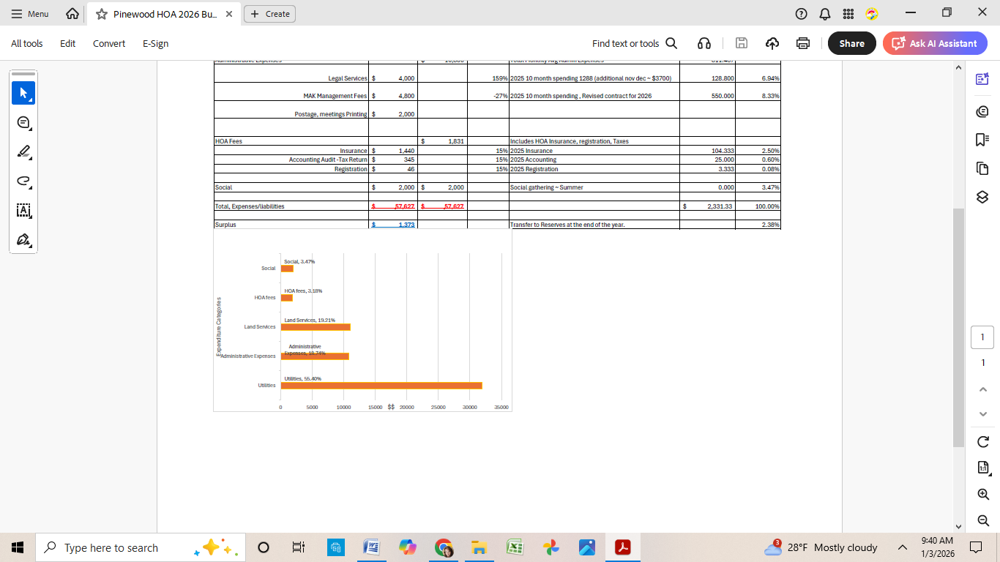 Menu
Pinewood HOA 2026 Bu...
Create
All tools Edit Convert E-Sign
Find text or tools
Share
Ask AI Assistant
Legal Services $ 4,000 159% 2025 10 month spending 1288 (additional nov dec ~ $700) 128.800 6.94%
MAK Management Fees $ 4,800 -27% 2025 10 month spending , Revised contract for 2026 550.000 8.33%
Postage, meetings Printing $ 2,000
HOA Fees $ 1,831 Includes HOA Insurance, registration, Taxes
Insurance $ 1,440 15% 2025 Insurance 104.333 2.50%
Accounting Audit -Tax Return $ 345 15% 2025 Accounting 25.000 0.60%
Registration $ 46 15% 2025 Registration 3.333 0.08%
Social $ 2,000 $ 2,000 Social gathering ~ Summer 0.000 3.47%
Total, Expenses/liabilities $ 57,627 $ 57,627 $ 2,331.33 100.00%
Surplus $ 1,373 Transfer to Reserves at the end of the year. 2.38%
Expenditure Categories
Social
Social, 3.47%
HOA fees
HOA fees, 3.18%
Land Services
Land Services, 19.21%
Administrative Expenses
Administrative
Expenses, 18.74%
Utilities
Utilities, 55.40%
0 5000 10000 15000 $$ 20000 25000 30000 35000
1
1
1:1
Type here to search
3
28°F Mostly cloudy
9:40 AM
1/3/2026